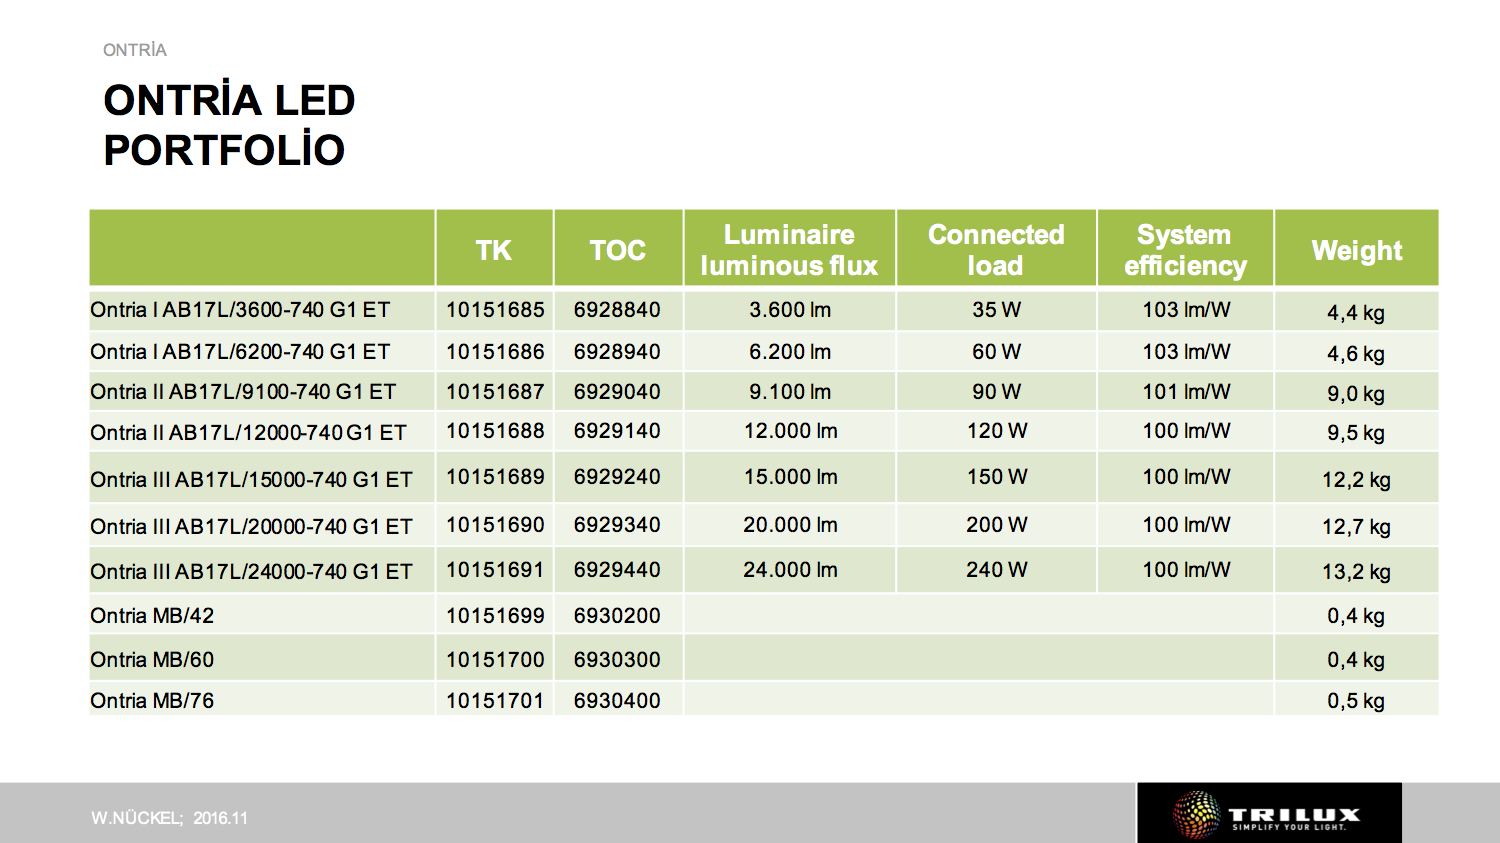 ONTRİA
ONTRİA LED
PORTFOLİO
TK TOC Luminaire luminous flux Connected load System efficiency Weight
Ontria I AB17L/3600-740 G1 ET 10151685 6928840 3.600 lm 35 W 103 lm/W 4,4 kg
Ontria I AB17L/6200-740 G1 ET 10151686 6928940 6.200 lm 60 W 103 lm/W 4,6 kg
Ontria II AB17L/9100-740 G1 ET 10151687 6929040 9.100 lm 90 W 101 lm/W 9,0 kg
Ontria II AB17L/12000-740 G1 ET 10151688 6929140 12.000 lm 120 W 100 lm/W 9,5 kg
Ontria III AB17L/15000-740 G1 ET 10151689 6929240 15.000 lm 150 W 100 lm/W 12,2 kg
Ontria III AB17L/20000-740 G1 ET 10151690 6929340 20.000 lm 200 W 100 lm/W 12,7 kg
Ontria III AB17L/24000-740 G1 ET 10151691 6929440 24.000 lm 240 W 100 lm/W 13,2 kg
Ontria MB/42 10151699 6930200 0,4 kg
Ontria MB/60 10151700 6930300 0,4 kg
Ontria MB/76 10151701 6930400 0,5 kg
W.NÜCKEL; 2016.11
TRILUX
SIMPLIFY YOUR LIGHT.